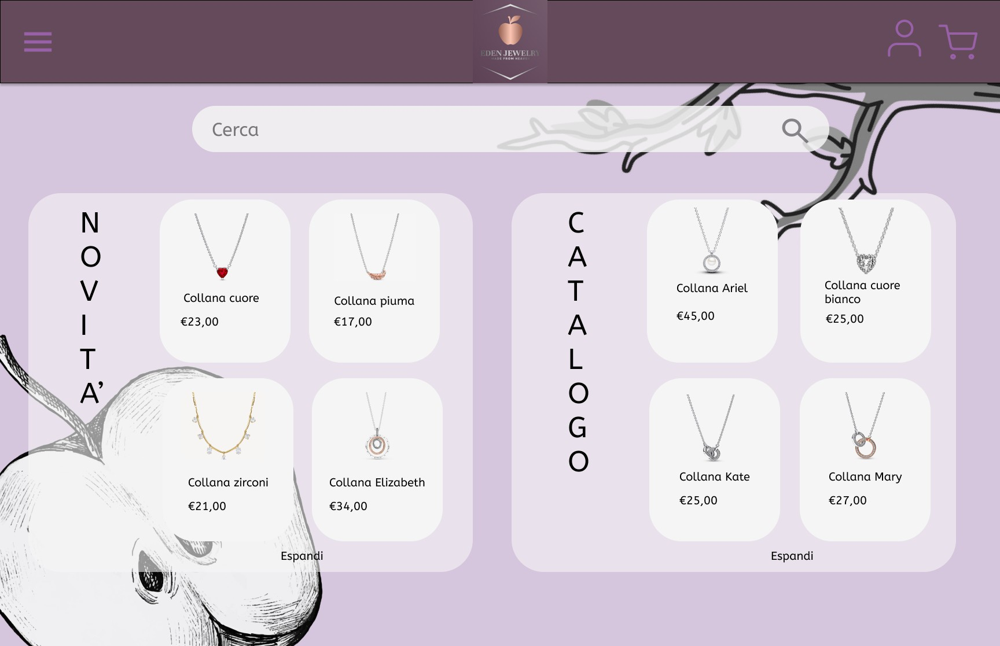 EDEN JEWELRY
MADE FROM HEAVEN
Cerca
NOVITA’
Collana cuore
€23,00
Collana piuma
€17,00
Collana zirconi
€21,00
Collana Elizabeth
€34,00
Espandi
CATALOGO
Collana Ariel
€45,00
Collana cuore
bianco
€25,00
Collana Kate
€25,00
Collana Mary
€27,00
Espandi